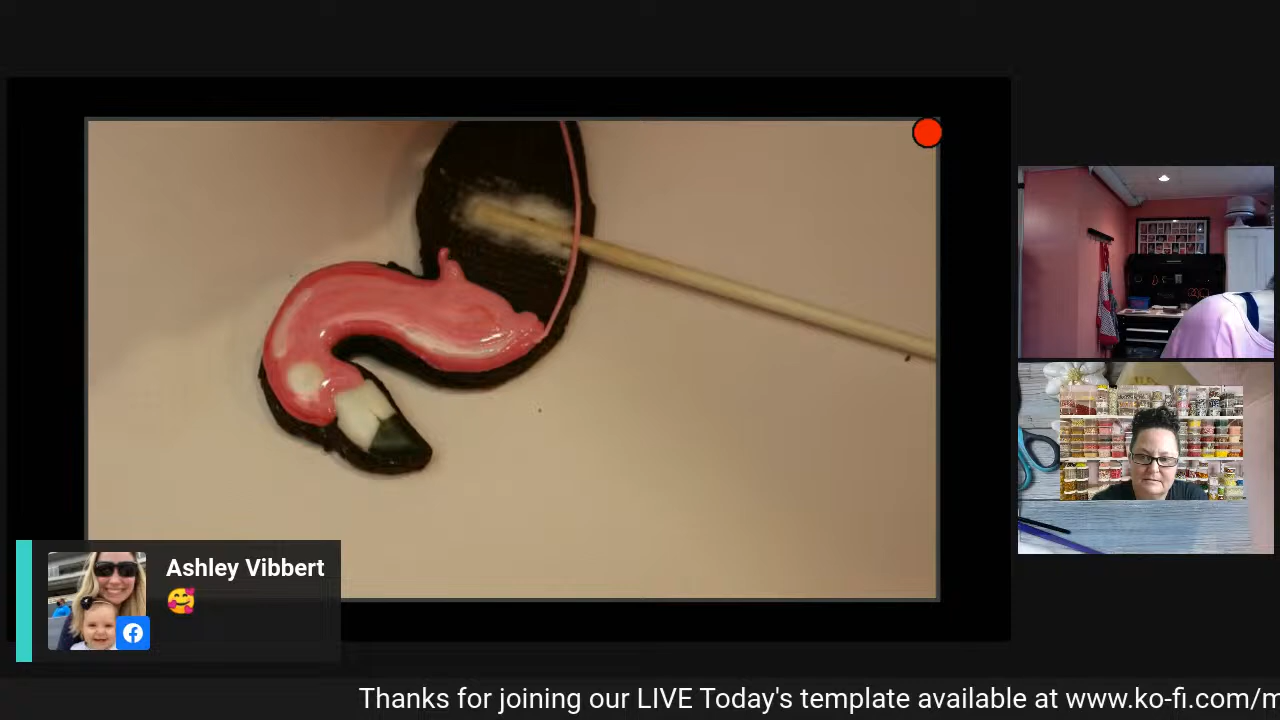 Ashley Vibbert
🥰
Thanks for joining our LIVE Today's template available at www.ko-fi.com/m